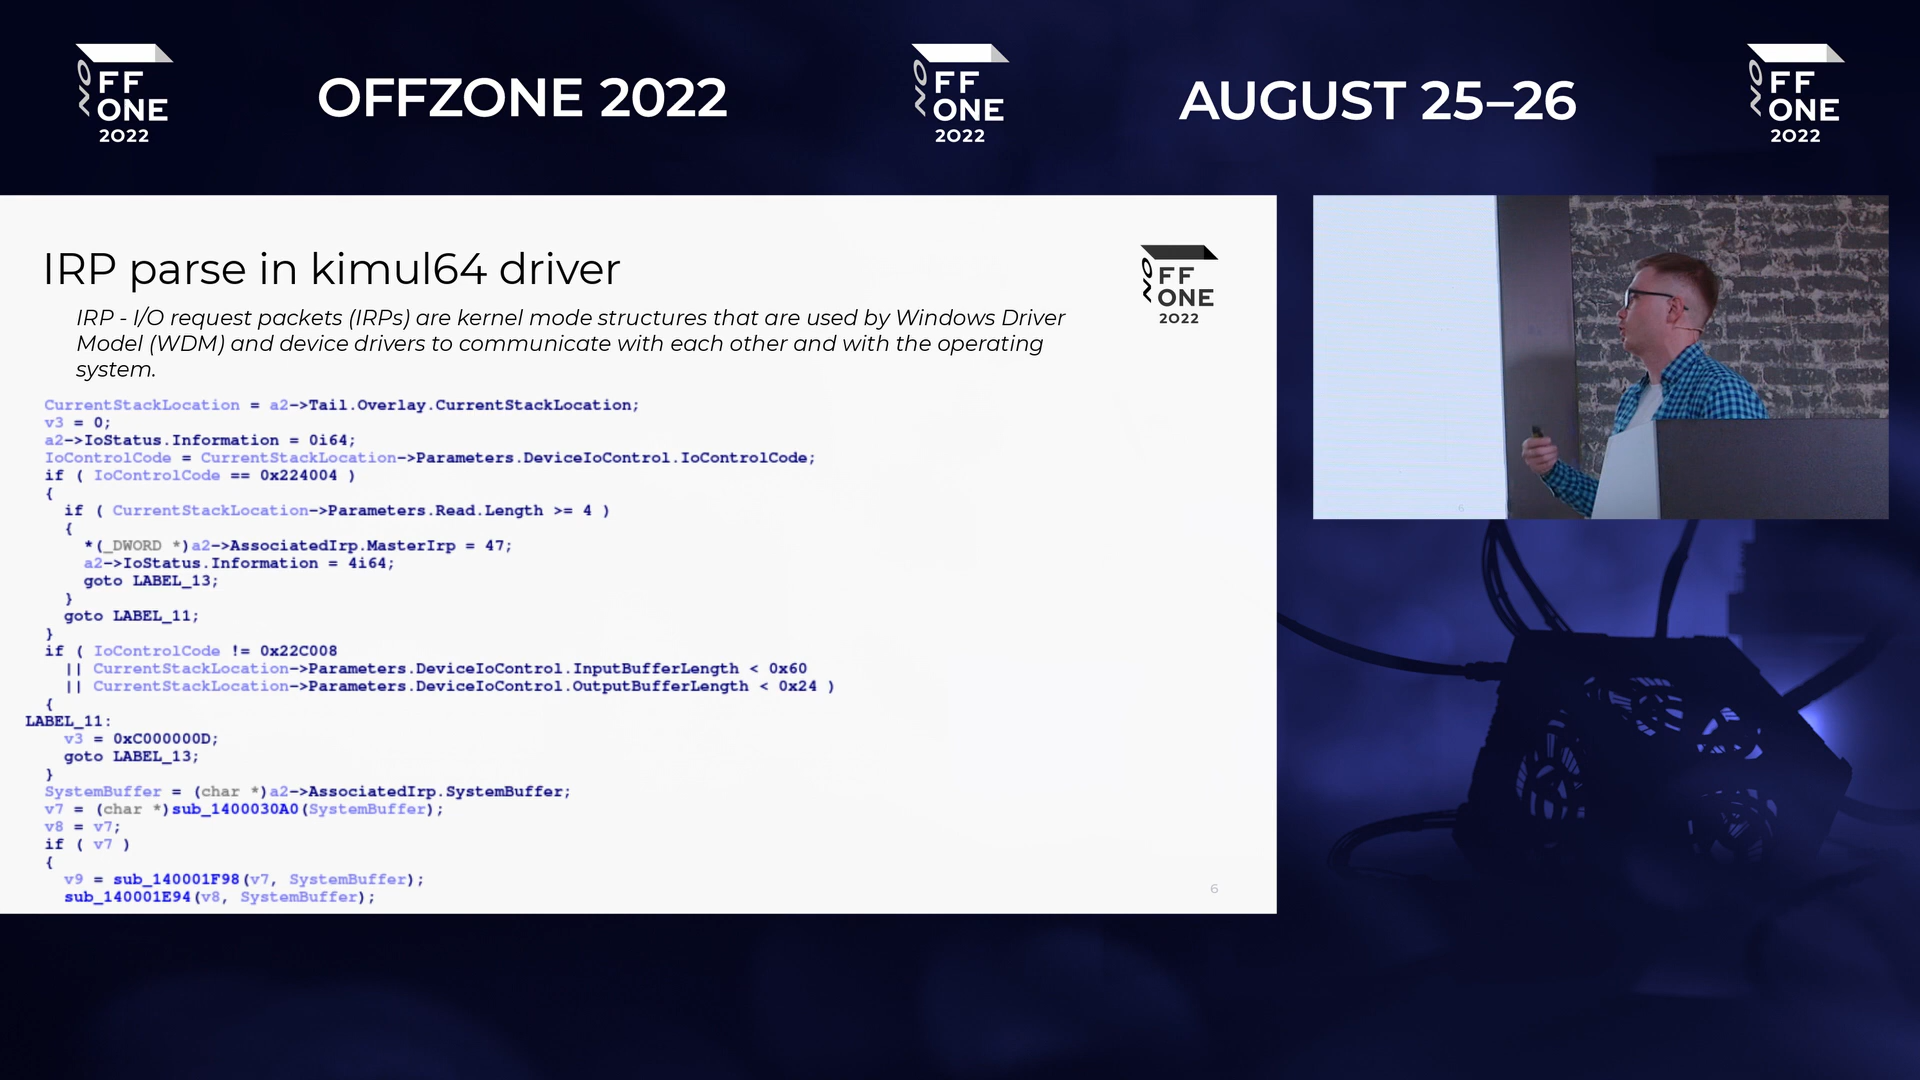 FF
ONE
2022
OFFZONE 2022
FF
ONE
2022
AUGUST 25–26
FF
ONE
2022
IRP parse in kimul64 driver
FF
ONE
2022
IRP - I/O request packets (IRPs) are kernel mode structures that are used by Windows Driver
Model (WDM) and device drivers to communicate with each other and with the operating
system.
CurrentStackLocation = a2->Tail.Overlay.CurrentStackLocation;
v3 = 0;
a2->IoStatus.Information = 0i64;
IoControlCode = CurrentStackLocation->Parameters.DeviceIoControl.IoControlCode;
if ( IoControlCode == 0x224004 )
{
if ( CurrentStackLocation->Parameters.Read.Length >= 4 )
{
*(_DWORD *)a2->AssociatedIrp.MasterIrp = 47;
a2->IoStatus.Information = 4i64;
goto LABEL_13;
}
goto LABEL_11;
}
if ( IoControlCode != 0x22C008
|| CurrentStackLocation->Parameters.DeviceIoControl.InputBufferLength < 0x60
|| CurrentStackLocation->Parameters.DeviceIoControl.OutputBufferLength < 0x24 )
{
LABEL_11:
v3 = 0xC000000D;
goto LABEL_13;
}
SystemBuffer = (char *)a2->AssociatedIrp.SystemBuffer;
v7 = (char *)sub_1400030A0(SystemBuffer);
v8 = v7;
if ( v7 )
{
v9 = sub_140001F98(v7, SystemBuffer);
sub_140001E94(v8, SystemBuffer);
6
6